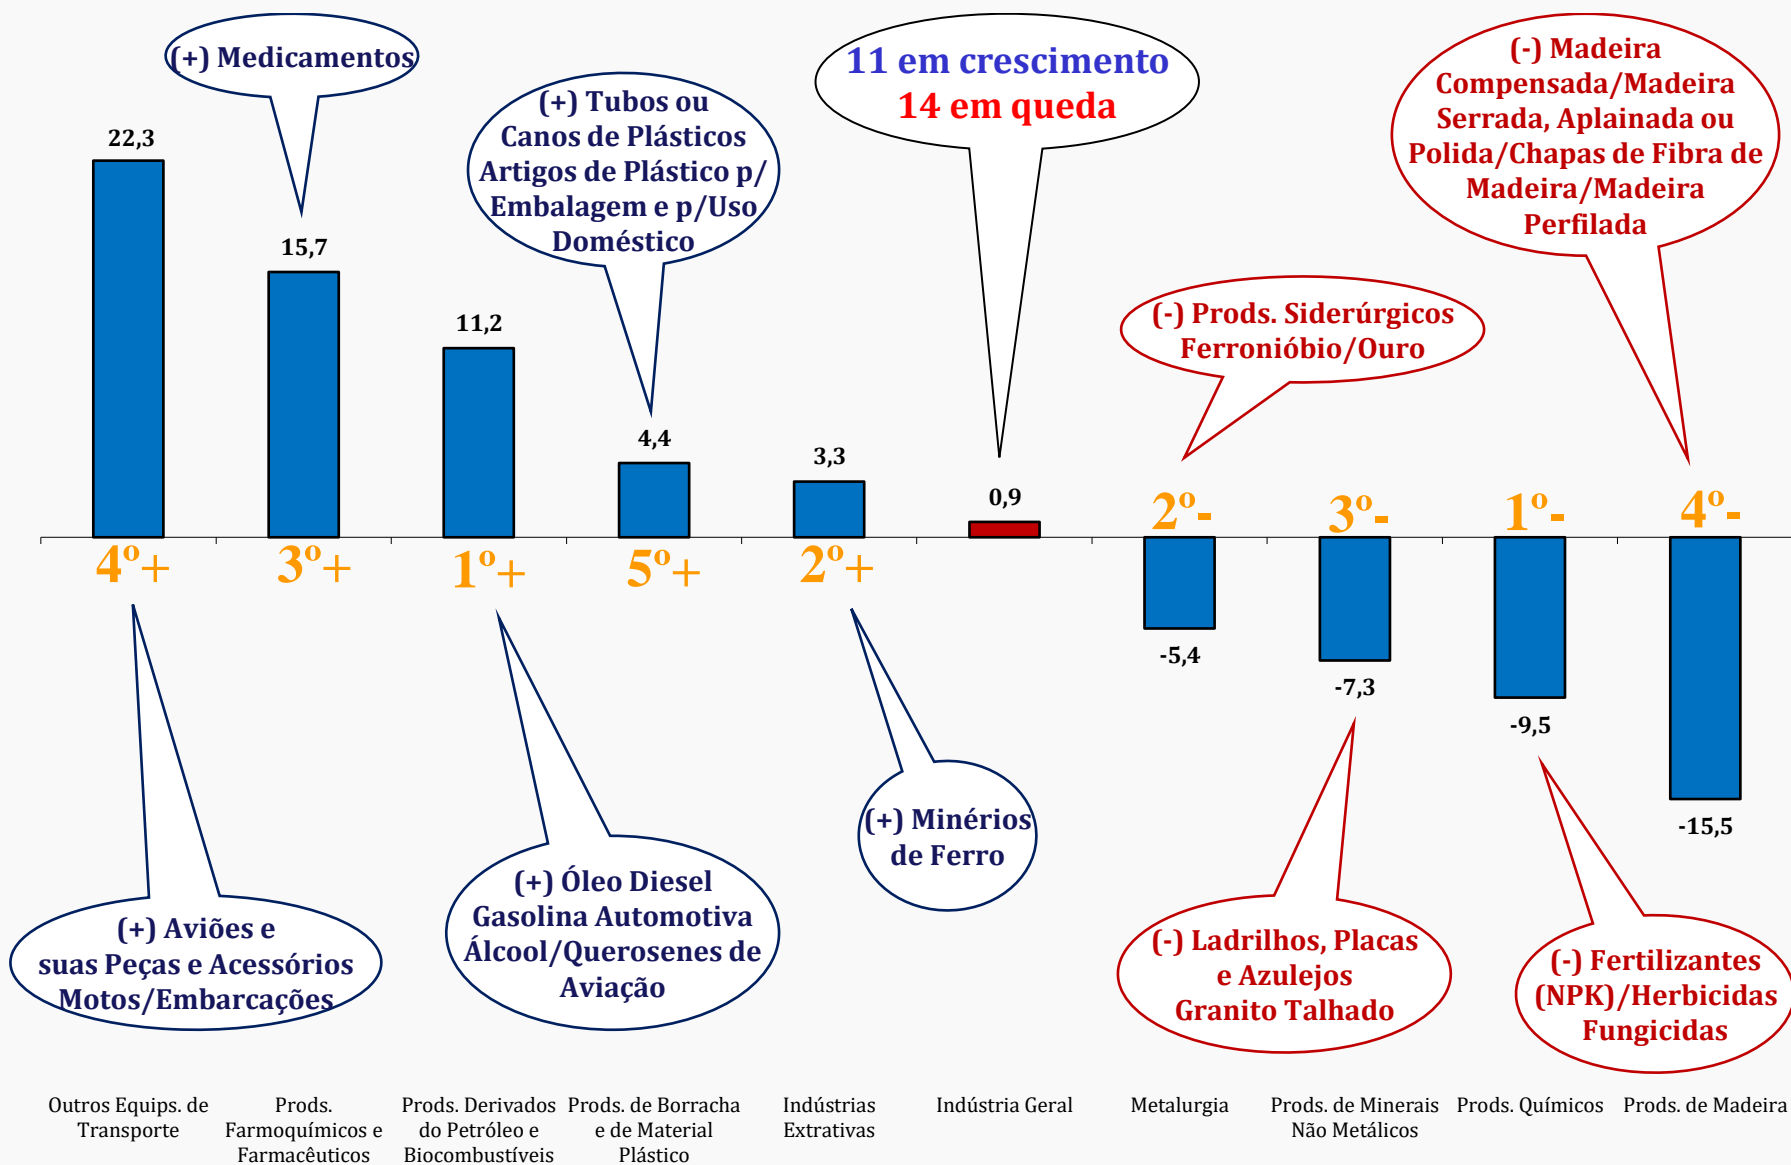 (+) Medicamentos
(+) Tubos ou
Canos de Plásticos
Artigos de Plástico p/
Embalagem e p/Uso
Doméstico
11 em crescimento
14 em queda
(-) Madeira
Compensada/Madeira
Serrada, Aplainada ou
Polida/Chapas de Fibra de
Madeira/Madeira
Perfilada
(-) Prods. Siderúrgicos
Ferronióbio/Ouro
22,3
15,7
11,2
4,4
3,3
0,9
2º-
3º-
1º-
4º-
4º+
3º+
1º+
5º+
2º+
-5,4
-7,3
-9,5
-15,5
(+) Aviões e
suas Peças e Acessórios
Motos/Embarcações
(+) Óleo Diesel
Gasolina Automotiva
Álcool/Querosenes de
Aviação
(+) Minérios
de Ferro
(-) Ladrilhos, Placas
e Azulejos
Granito Talhado
(-) Fertilizantes
(NPK)/Herbicidas
Fungicidas
Outros Equips. de
Transporte
Prods.
Farmoquímicos e
Farmacêuticos
Prods. Derivados
do Petróleo e
Biocombustíveis
Prods. de Borracha
e de Material
Plástico
Indústrias
Extrativas
Indústria Geral
Metalurgia
Prods. de Minerais
Não Metálicos
Prods. Químicos
Prods. de Madeira